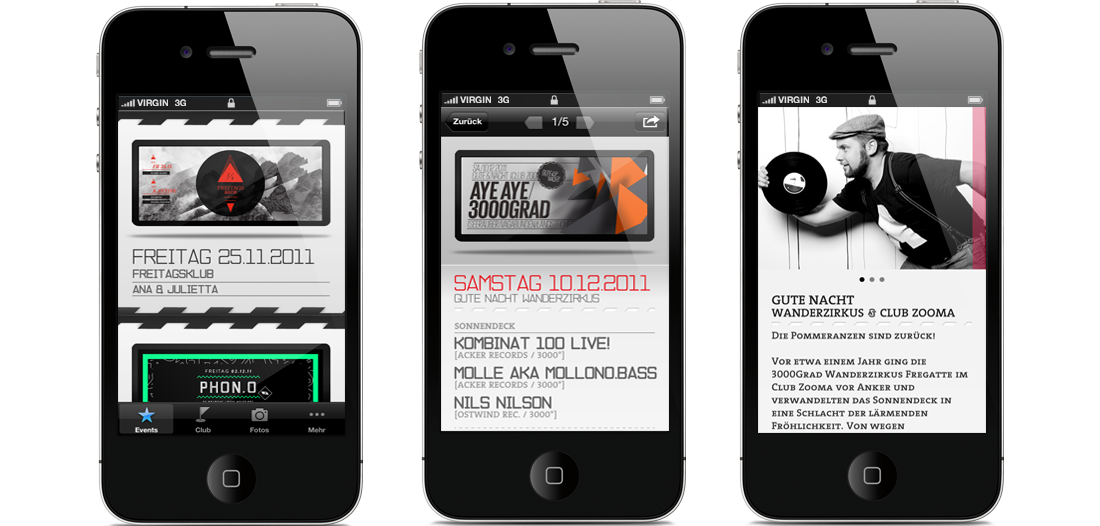 VIRGIN 3G
FREITAGS
FREITAG 25.11.2011
FREITAGSKLUB
ANA & JULIETTA
FREITAG 02.12.11
PHON.O
Events Club Fotos Mehr
VIRGIN 3G
Zurück 1/5
GUTE NACHT
AYE AYE/
3000GRAD
SAMSTAG 10.12.2011
GUTE NACHT WANDERZIRKUS
SONNENDECK
KOMBINAT 100 LIVE!
[ACKER RECORDS / 3000°]
MOLLE AKA MOLLONO.BASS
[ACKER RECORDS / 3000°]
NILS NILSON
[OSTWIND REC. / 3000°]
VIRGIN 3G
GUTE NACHT
WANDERZIRKUS & CLUB ZOOMA
DIE POMMERANZEN SIND ZURÜCK!
VOR ETWA EINEM JAHR GING DIE
3000GRAD WANDERZIRKUS FREGATTE IM
CLUB ZOOMA VOR ANKER UND
VERWANDELTEN DAS SONNENDECK IN
EINE SCHLACHT DER LÄRMENDEN
FRÖHLICHKEIT. VON WEGEN